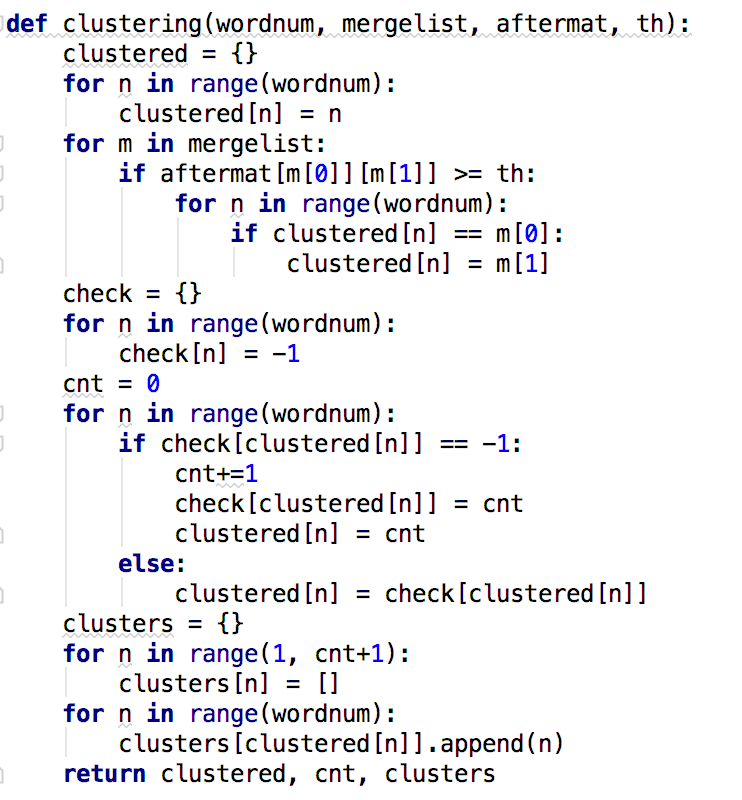 def clustering(wordnum, mergelist, aftermat, th):
    clustered = {}
    for n in range(wordnum):
        clustered[n] = n
    for m in mergelist:
        if aftermat[m[0]][m[1]] >= th:
            for n in range(wordnum):
                if clustered[n] == m[0]:
                    clustered[n] = m[1]
    check = {}
    for n in range(wordnum):
        check[n] = -1
    cnt = 0
    for n in range(wordnum):
        if check[clustered[n]] == -1:
            cnt+=1
            check[clustered[n]] = cnt
            clustered[n] = cnt
        else:
            clustered[n] = check[clustered[n]]
    clusters = {}
    for n in range(1, cnt+1):
        clusters[n] = []
    for n in range(wordnum):
        clusters[clustered[n]].append(n)
    return clustered, cnt, clusters